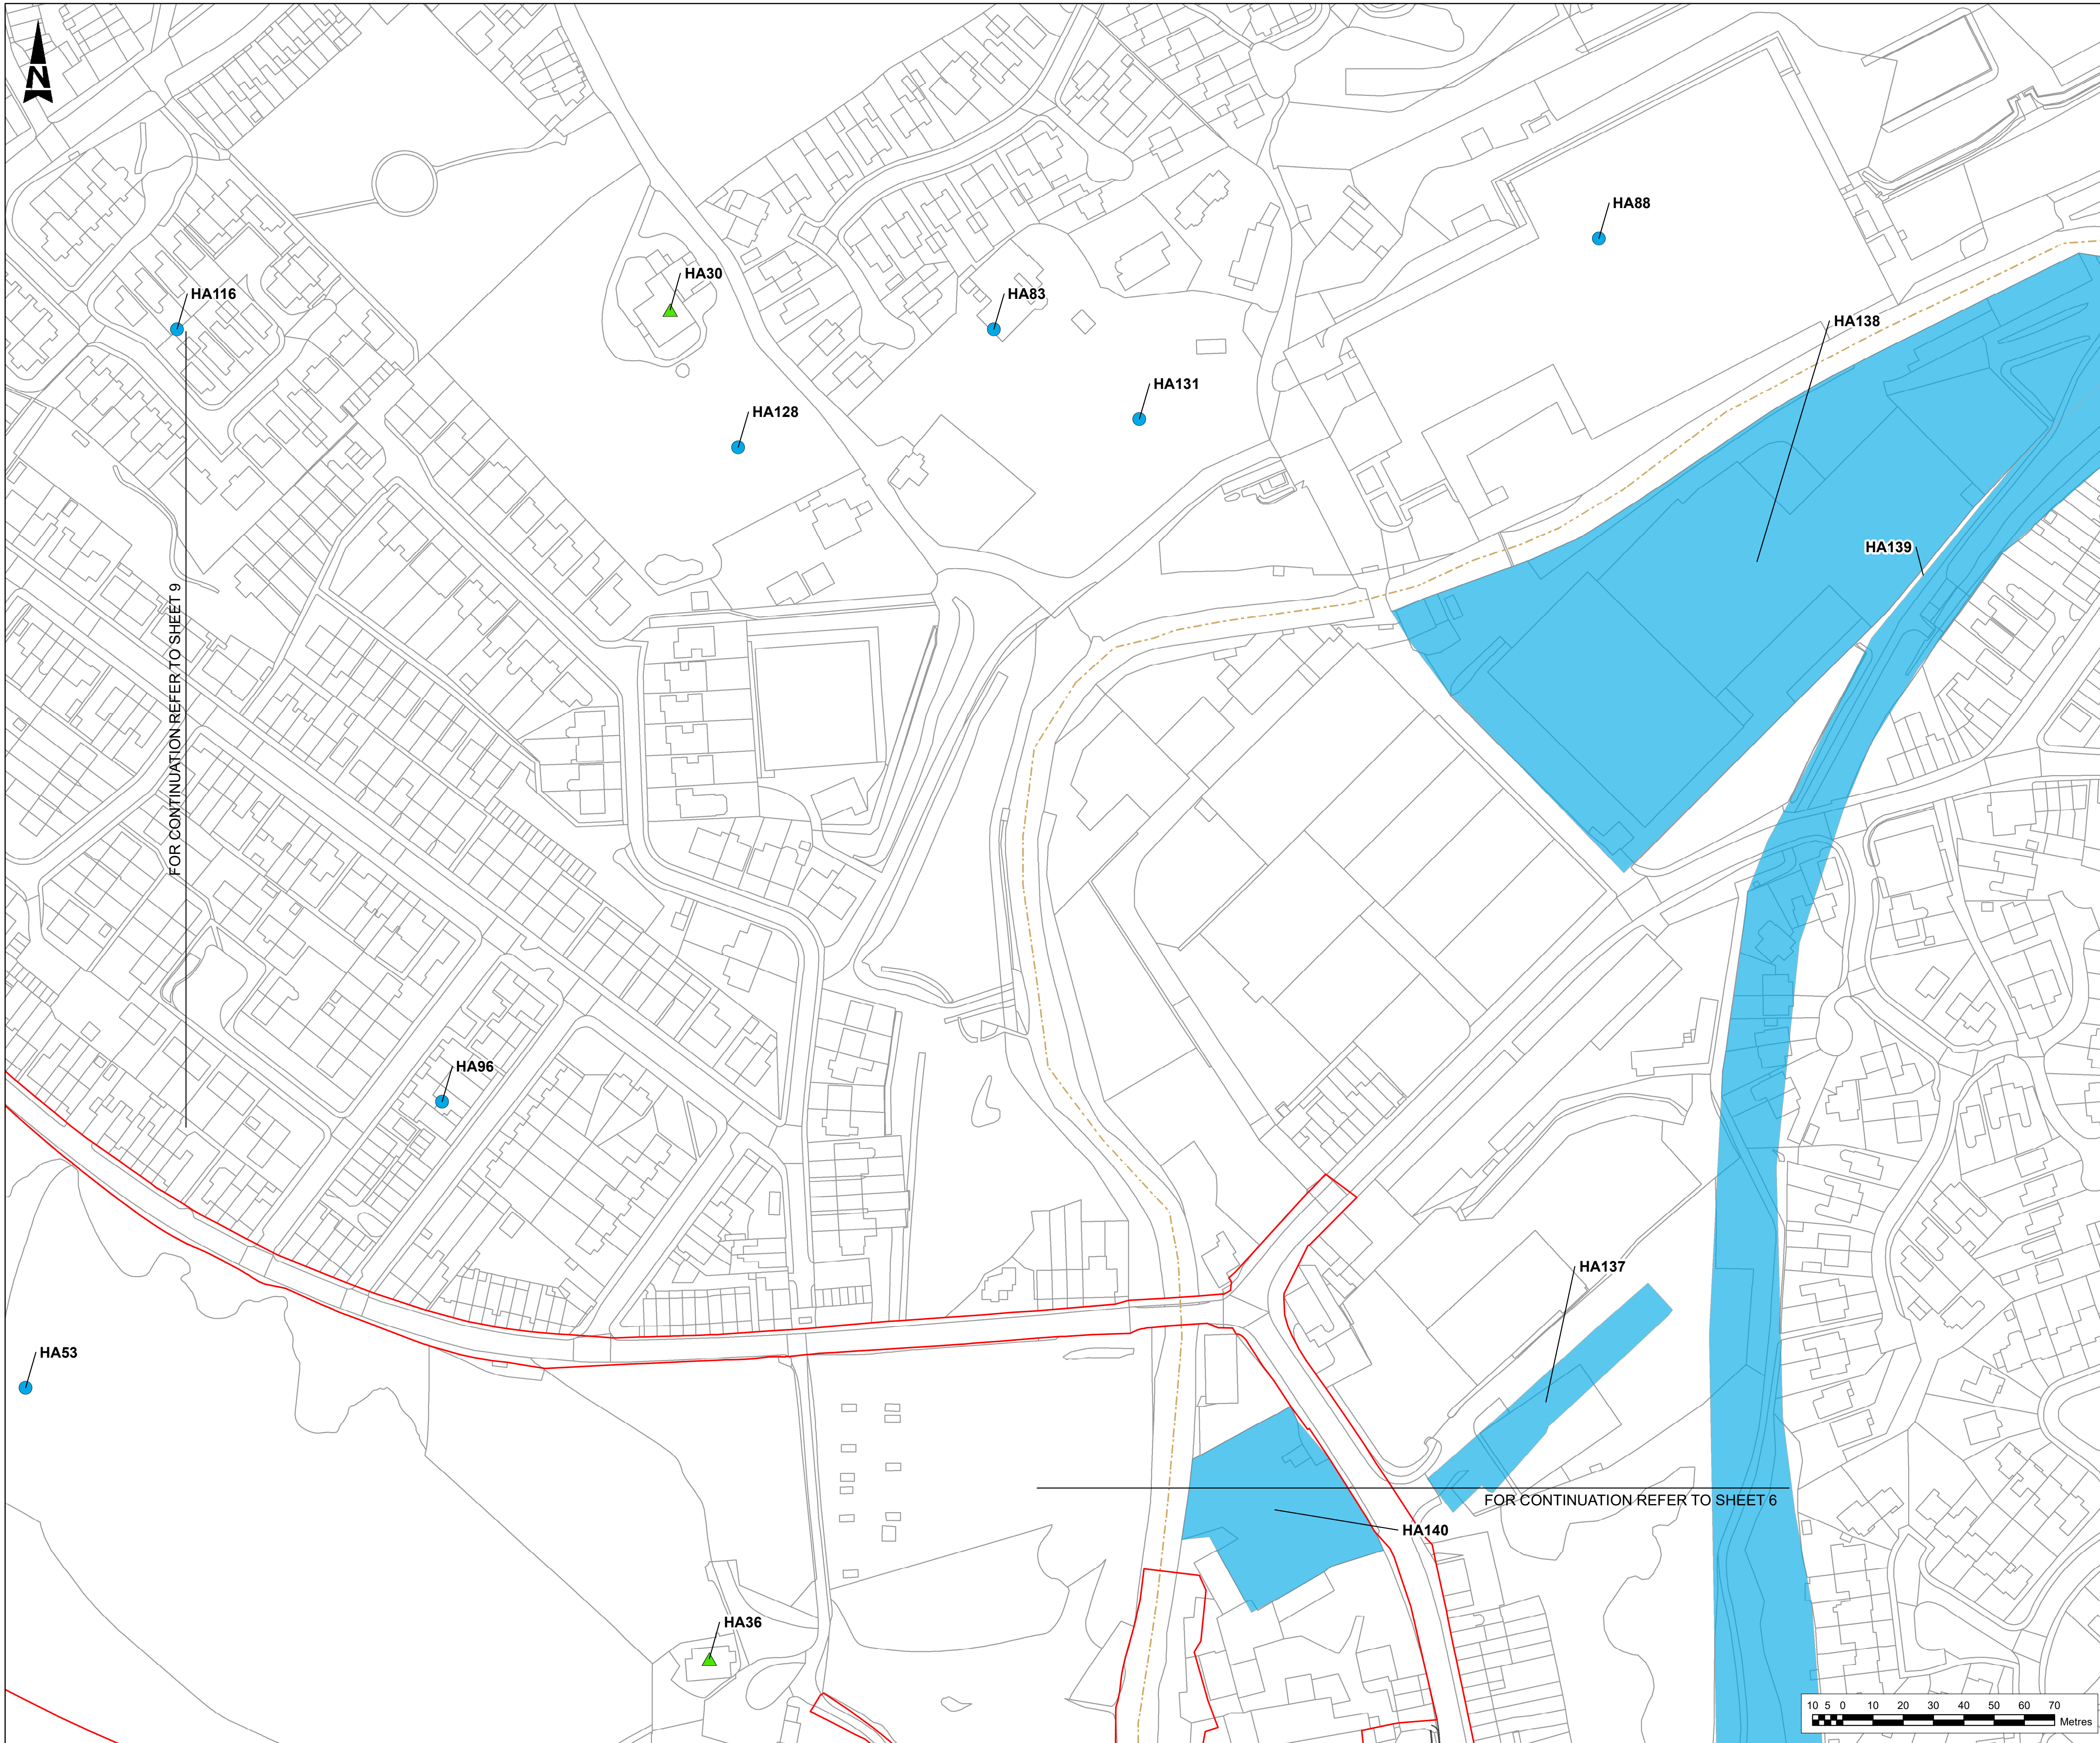 N
HA88
HA30
HA116
HA83
HA138
HA131
HA128
HA139
FOR CONTINUATION REFER TO SHEET 9
HA96
HA137
HA53
FOR CONTINUATION REFER TO SHEET 6
HA140
HA36
10 5 0 10 20 30 40 50 60 70
Metres